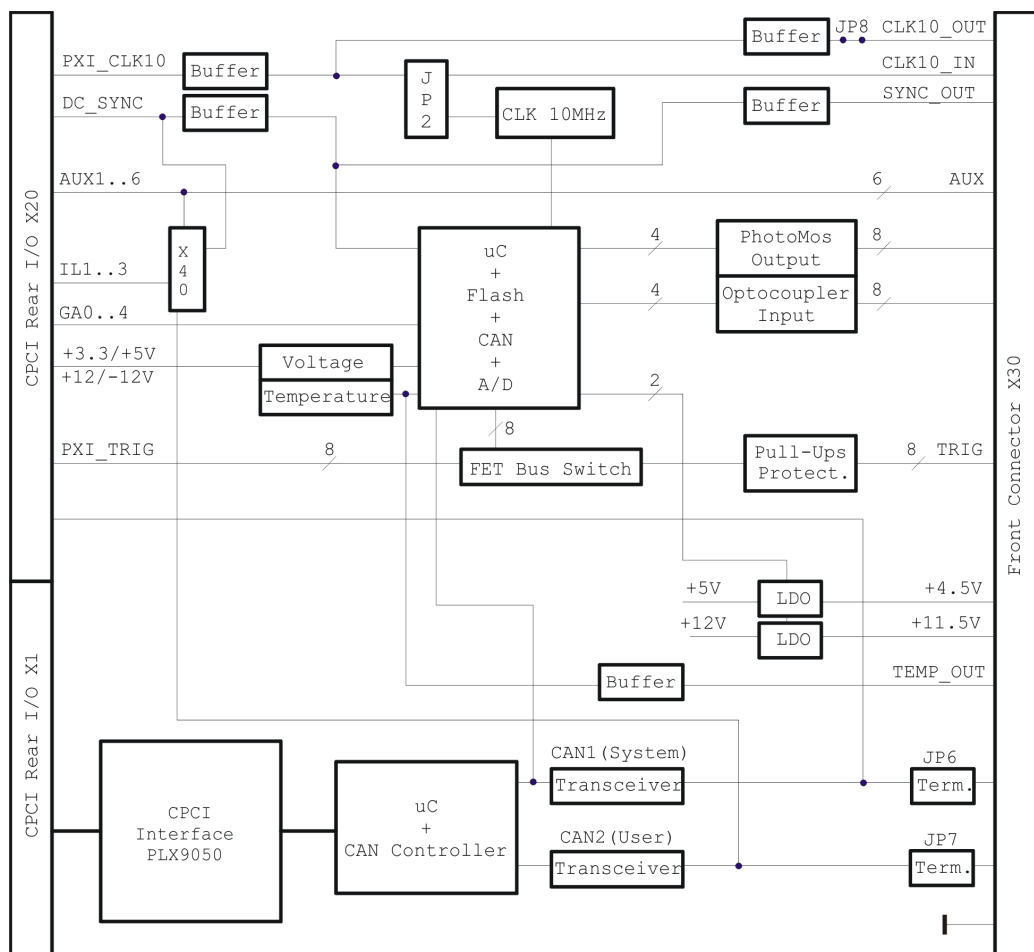 JP8
CLK10_OUT
Buffer
PXI_CLK10
Buffer
J
P
2
CLK10_IN
DC_SYNC
Buffer
CLK 10MHz
Buffer
SYNC_OUT
AUX1..6
6
AUX
CPCI Rear I/O X20
X
4
0
IL1..3
GA0..4
uC
+
Flash
+
CAN
+
A/D
4
PhotoMos
Output
8
4
Optocoupler
Input
8
+3.3/+5V
+12/-12V
Voltage
Temperature
2
8
PXI_TRIG
8
FET Bus Switch
Pull-Ups
Protect.
8
TRIG
Front Connector X30
+5V
LDO
+4.5V
+12V
LDO
+11.5V
Buffer
TEMP_OUT
CPCI Rear I/O X1
CPCI
Interface
PLX9050
uC
+
CAN Controller
CAN1(System)
Transceiver
JP6
Term.
CAN2(User)
Transceiver
JP7
Term.